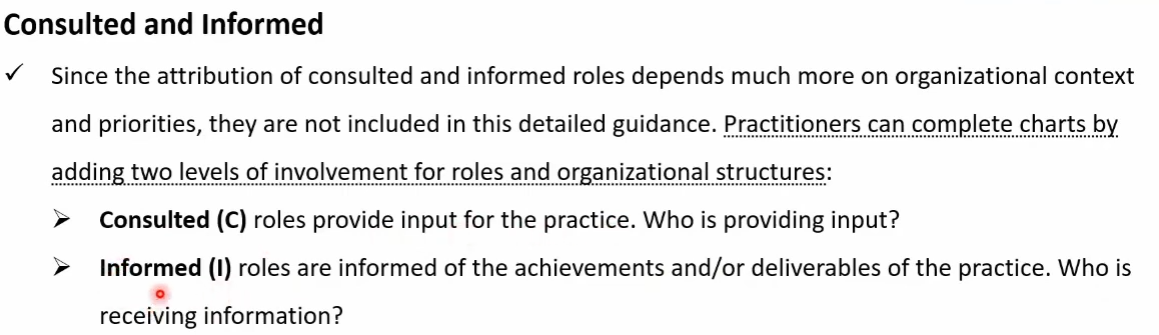 Consulted and Informed
✓ Since the attribution of consulted and informed roles depends much more on organizational context
and priorities, they are not included in this detailed guidance. Practitioners can complete charts by
adding two levels of involvement for roles and organizational structures:
➢ Consulted (C) roles provide input for the practice. Who is providing input?
➢ Informed (I) roles are informed of the achievements and/or deliverables of the practice. Who is
receiving information?